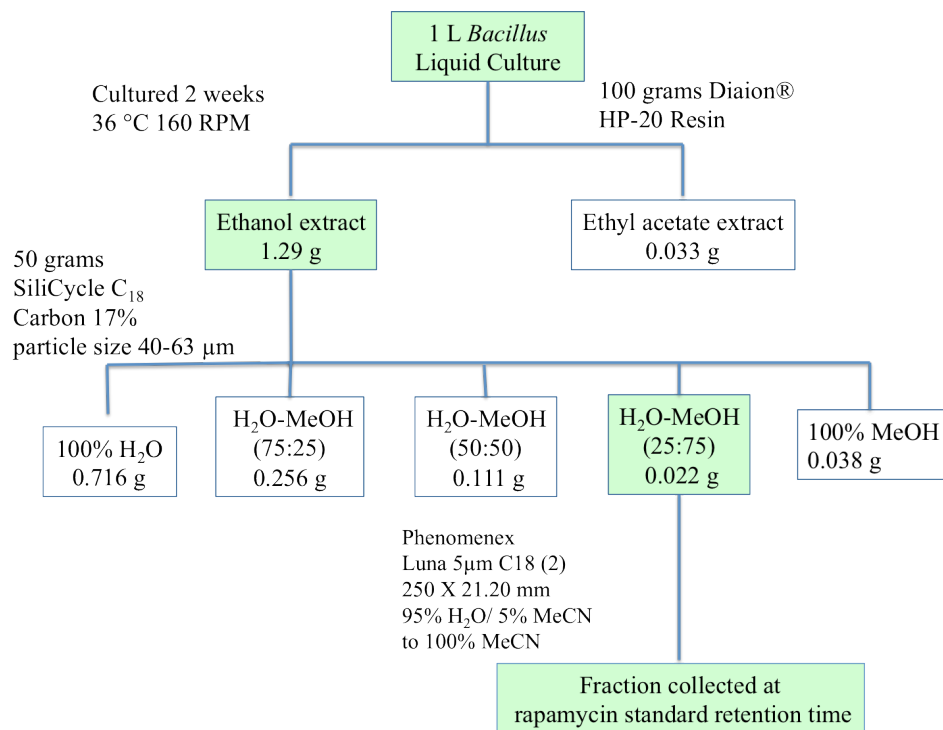 1 L Bacillus
Liquid Culture
Cultured 2 weeks
36 °C 160 RPM
100 grams Diaion®
HP-20 Resin
Ethanol extract
1.29 g
Ethyl acetate extract
0.033 g
50 grams
SiliCycle C₁₈
Carbon 17%
particle size 40-63 µm
100% H₂O
0.716 g
H₂O-MeOH
(75:25)
0.256 g
H₂O-MeOH
(50:50)
0.111 g
H₂O-MeOH
(25:75)
0.022 g
100% MeOH
0.038 g
Phenomenex
Luna 5µm C18 (2)
250 X 21.20 mm
95% H₂O/ 5% MeCN
to 100% MeCN
Fraction collected at
rapamycin standard retention time